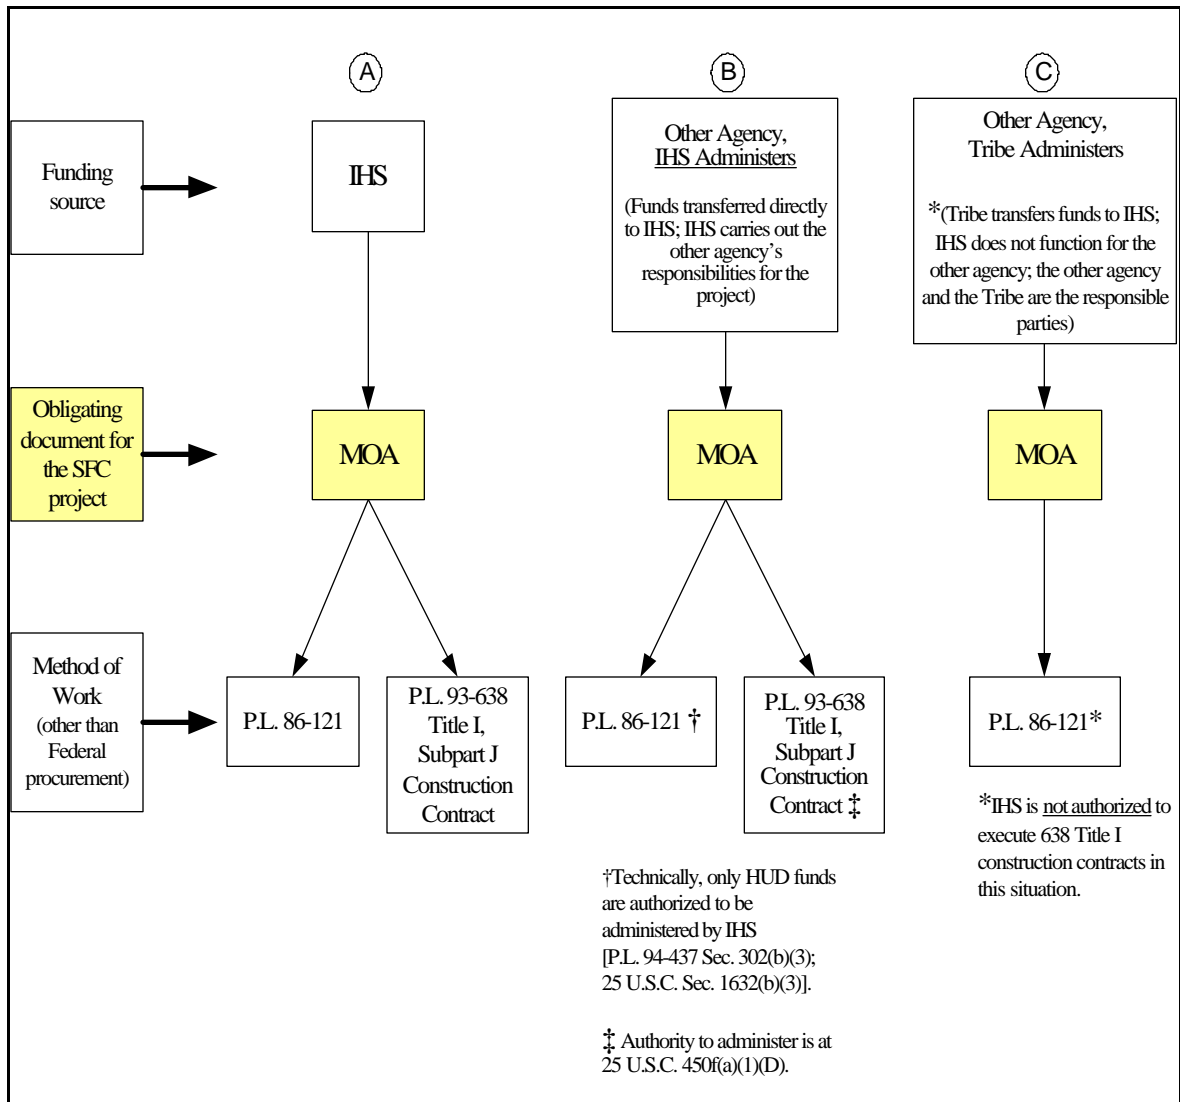 A
B
C
Funding
source
IHS
Other Agency,
IHS Administers
(Funds transferred directly
to IHS; IHS carries out the
other agency's
responsibilities for the
project)
Other Agency,
Tribe Administers
*(Tribe transfers funds to IHS;
IHS does not function for the
other agency; the other agency
and the Tribe are the responsible
parties)
Obligating
document for
the SFC
project
MOA
MOA
MOA
Method of
Work
(other than
Federal
procurement)
P.L. 86-121
P.L. 93-638
Title I,
Subpart J
Construction
Contract
P.L. 86-121 †
P.L. 93-638
Title I,
Subpart J
Construction
Contract ‡
P.L. 86-121*
*IHS is not authorized to
execute 638 Title I
construction contracts in
this situation.
†Technically, only HUD funds
are authorized to be
administered by IHS
[P.L. 94-437 Sec. 302(b)(3);
25 U.S.C. Sec. 1632(b)(3)].
‡ Authority to administer is at
25 U.S.C. 450f(a)(1)(D).